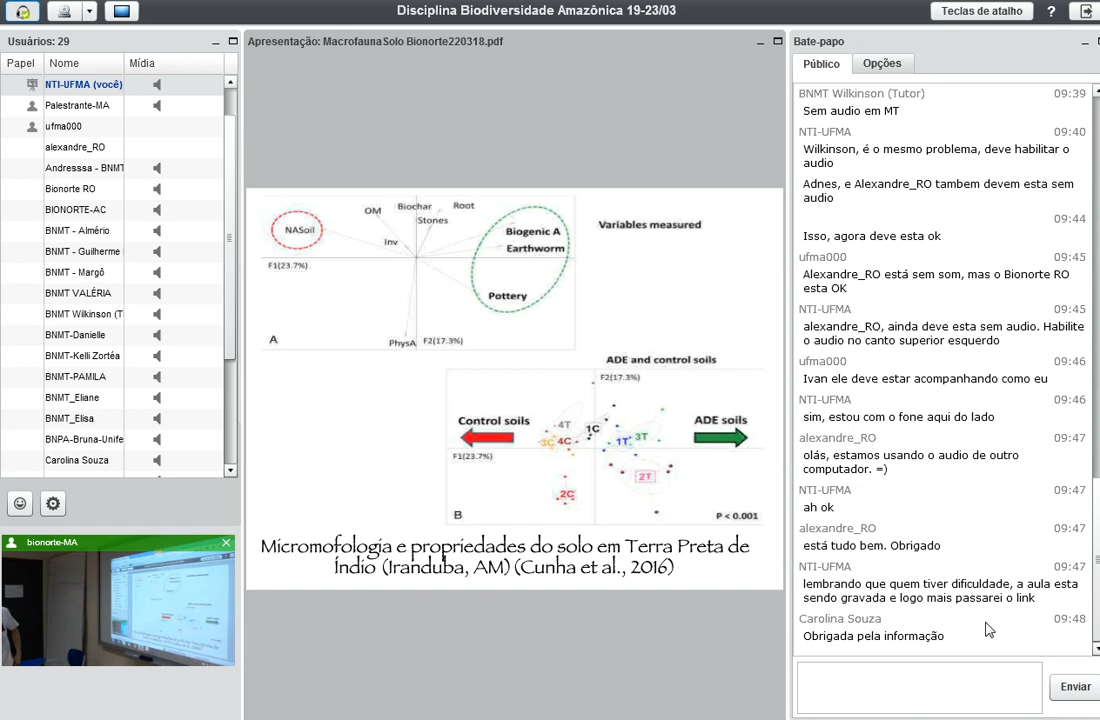 Disciplina Biodiversidade Amazônica 19-23/03
Teclas de atalho
?
Usuários: 29
Papel Nome Mídia
NTI-UFMA (você)
Palestrante-MA
ufma000
alexandre_RO
Andresssa - BNMT
Bionorte RO
BIONORTE-AC
BNMT - Almério
BNMT - Guilherme
BNMT - Margô
BNMT VALÉRIA
BNMT Wilkinson (T
BNMT-Danielle
BNMT-Kelli Zortéa
BNMT-PAMILA
BNMT_Eliane
BNMT_Elisa
BNPA-Bruna-Unife
Carolina Souza
bionorte-MA
Apresentação: MacrofaunaSolo Bionorte220318.pdf
OM
Biochar
Root
Stones
NASoil
Inv
Biogenic A
Earthworm
F1(23.7%)
Pottery
A
PhysA
F2(17.3%)
Variables measured
ADE and control soils
F2(17.3%)
Control soils
ADE soils
4T
1C
3C
4C
1T
3T
F1(23.7%)
2T
2C
B
P < 0.001
Micromofologia e propriedades do solo em Terra Preta de
Índio (Iranduba, AM) (Cunha et al., 2016)
Bate-papo
Público Opções
BNMT Wilkinson (Tutor) 09:39
Sem audio em MT
NTI-UFMA 09:40
Wilkinson, é o mesmo problema, deve habilitar o
audio
Adnes, e Alexandre_RO tambem devem esta sem
audio
09:44
Isso, agora deve esta ok
ufma000 09:45
Alexandre_RO está sem som, mas o Bionorte RO
esta OK
NTI-UFMA 09:45
alexandre_RO, ainda deve esta sem audio. Habilite
o audio no canto superior esquerdo
ufma000 09:46
Ivan ele deve estar acompanhando como eu
NTI-UFMA 09:46
sim, estou com o fone aqui do lado
alexandre_RO 09:47
olás, estamos usando o audio de outro
computador. =)
NTI-UFMA 09:47
ah ok
alexandre_RO 09:47
está tudo bem. Obrigado
NTI-UFMA 09:47
lembrando que quem tiver dificuldade, a aula esta
sendo gravada e logo mais passarei o link
Carolina Souza 09:48
Obrigada pela informação
Enviar